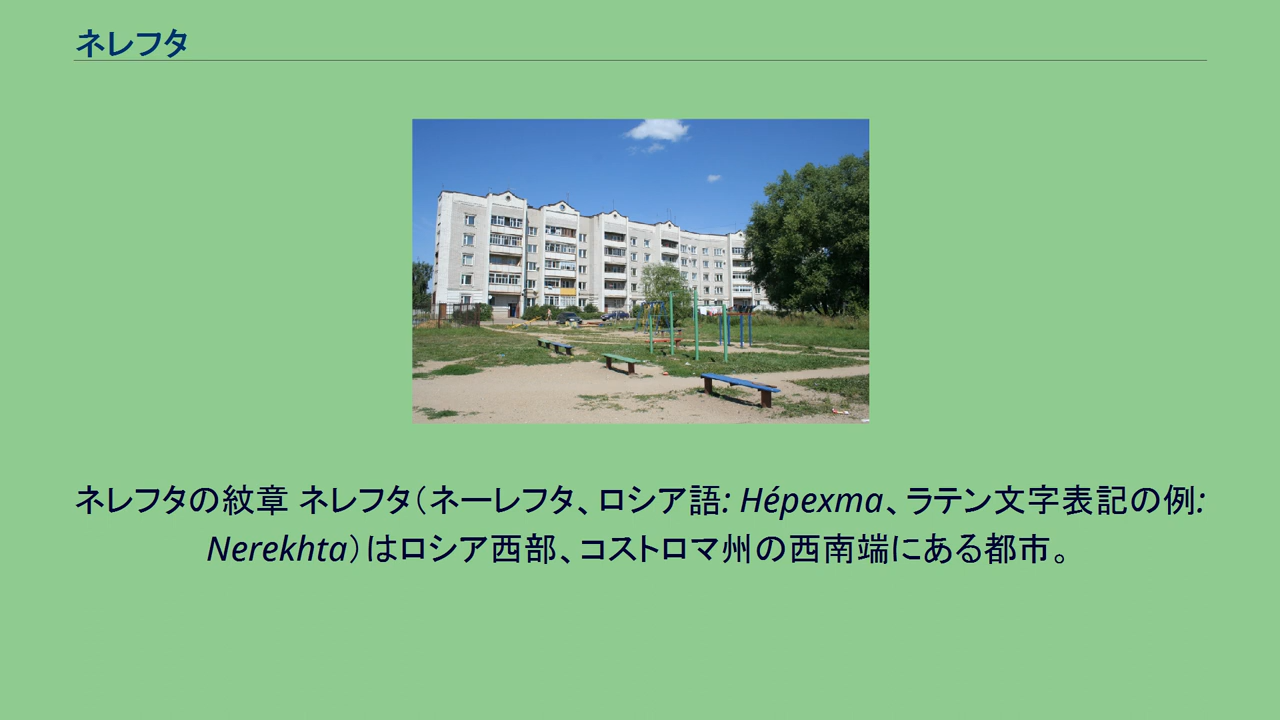 ネレフタ
ネレフタの紋章 ネレフタ（ネーレフタ、ロシア語: Не́рехта、ラテン文字表記の例:
Nerekhta）はロシア西部、コストロマ州の西南端にある都市。